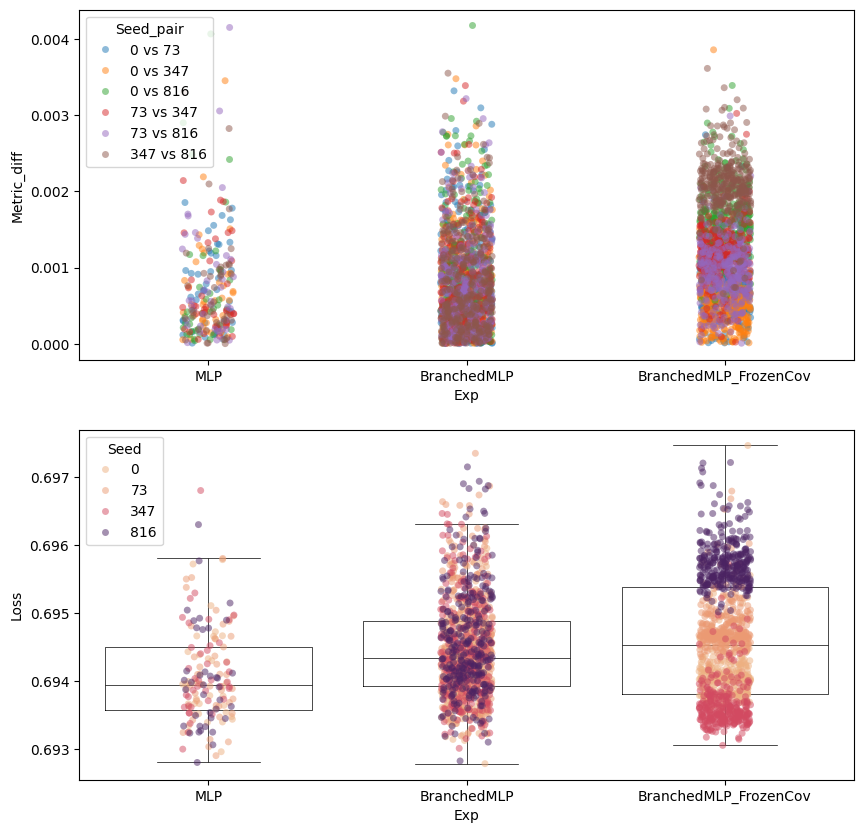 Seed_pair
0 vs 73
0 vs 347
0 vs 816
73 vs 347
73 vs 816
347 vs 816
0.004
0.003
0.002
0.001
0.000
Metric_diff
MLP
BranchedMLP
BranchedMLP_FrozenCov
Exp
Seed
0
73
347
816
0.697
0.696
0.695
0.694
0.693
Loss
MLP
BranchedMLP
BranchedMLP_FrozenCov
Exp